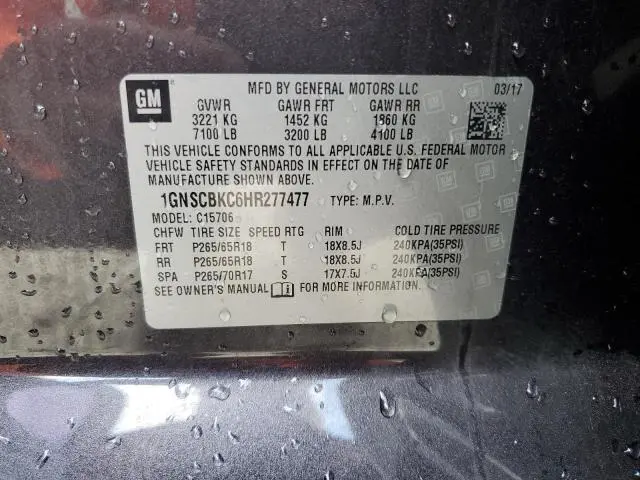 GM
MFD BY GENERAL MOTORS LLC 03/17
GVWR GAWR FRT GAWR RR
3221 KG 1452 KG 1860 KG
7100 LB 3200 LB 4100 LB
THIS VEHICLE CONFORMS TO ALL APPLICABLE U.S. FEDERAL MOTOR
VEHICLE SAFETY STANDARDS IN EFFECT ON THE DATE OF
MANUFACTURE SHOWN ABOVE.
1GNSCBKC6HR277477 TYPE: M.P.V.
MODEL: C15706
CHFW TIRE SIZE SPEED RTG RIM COLD TIRE PRESSURE
FRT P265/65R18 T 18X8.5J 240KPA(35PSI)
RR P265/65R18 T 18X8.5J 240KPA(35PSI)
SPA P265/70R17 S 17X7.5J 240KPA(35PSI)
SEE OWNER'S MANUAL FOR MORE INFORMATION.